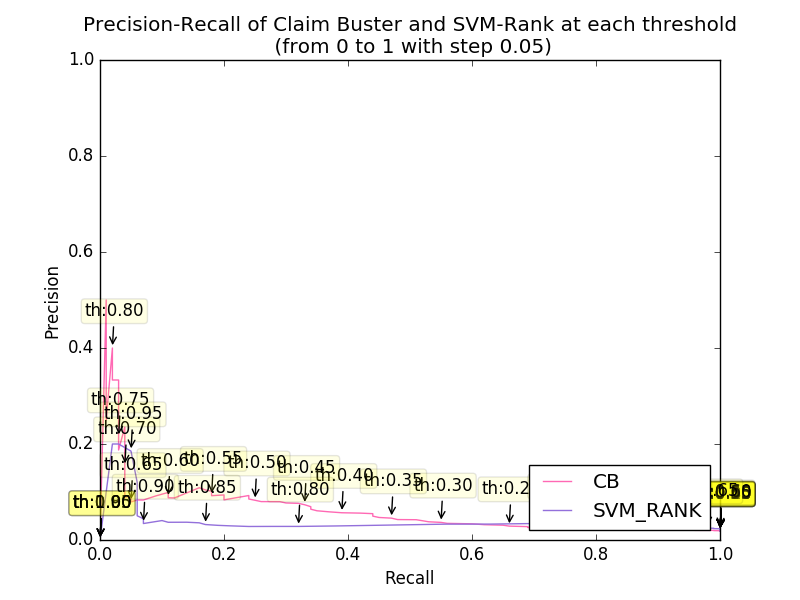 Precision-Recall of Claim Buster and SVM-Rank at each threshold
(from 0 to 1 with step 0.05)
1.0
0.8
0.6
0.4
0.2
0.0
Precision
th:0.80
th:0.75
th:0.95
th:0.70
th:0.65
th:0.60
th:0.55
th:0.50
th:0.45
th:0.40
th:0.35
th:0.30
th:0.90
th:0.85
th:0.80
CB
SVM_RANK
0.0
0.2
0.4
0.6
0.8
1.0
Recall